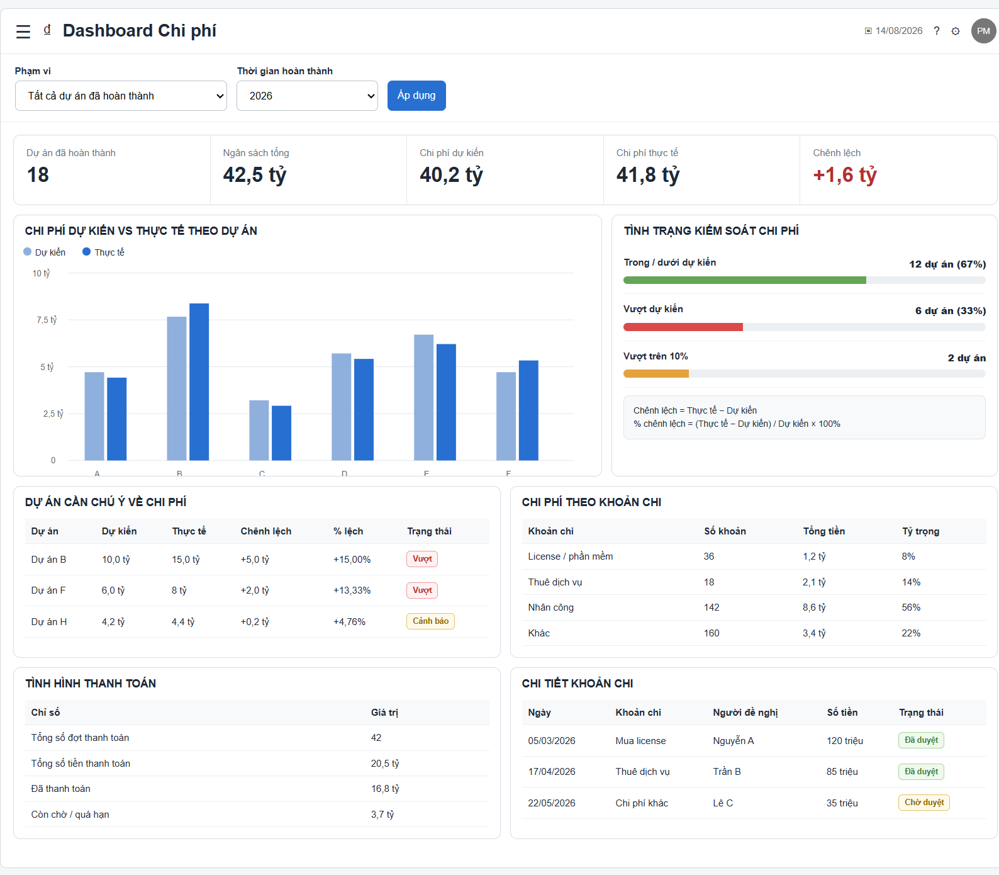 ☰ ₫ Dashboard Chi phí
▣ 14/08/2026 ? ⚙ PM
Phạm vi
Thời gian hoàn thành
Tất cả dự án đã hoàn thành
2026
Áp dụng
Dự án đã hoàn thành
18
Ngân sách tổng
42,5 tỷ
Chi phí dự kiến
40,2 tỷ
Chi phí thực tế
41,8 tỷ
Chênh lệch
+1,6 tỷ
CHI PHÍ DỰ KIẾN VS THỰC TẾ THEO DỰ ÁN
Dự kiến Thực tế
10 tỷ
7,5 tỷ
5 tỷ
2,5 tỷ
0
A B C D E F
TÌNH TRẠNG KIỂM SOÁT CHI PHÍ
Trong / dưới dự kiến 12 dự án (67%)
Vượt dự kiến 6 dự án (33%)
Vượt trên 10% 2 dự án
Chênh lệch = Thực tế − Dự kiến
% chênh lệch = (Thực tế − Dự kiến) / Dự kiến × 100%
DỰ ÁN CẦN CHÚ Ý VỀ CHI PHÍ
Dự án Dự kiến Thực tế Chênh lệch % lệch Trạng thái
Dự án B 10,0 tỷ 15,0 tỷ +5,0 tỷ +15,00% Vượt
Dự án F 6,0 tỷ 8 tỷ +2,0 tỷ +13,33% Vượt
Dự án H 4,2 tỷ 4,4 tỷ +0,2 tỷ +4,76% Cảnh báo
CHI PHÍ THEO KHOẢN CHI
Khoản chi Số khoản Tổng tiền Tỷ trọng
License / phần mềm 36 1,2 tỷ 8%
Thuê dịch vụ 18 2,1 tỷ 14%
Nhân công 142 8,6 tỷ 56%
Khác 160 3,4 tỷ 22%
TÌNH HÌNH THANH TOÁN
Chỉ số Giá trị
Tổng số đợt thanh toán 42
Tổng số tiền thanh toán 20,5 tỷ
Đã thanh toán 16,8 tỷ
Còn chờ / quá hạn 3,7 tỷ
CHI TIẾT KHOẢN CHI
Ngày Khoản chi Người đề nghị Số tiền Trạng thái
05/03/2026 Mua license Nguyễn A 120 triệu Đã duyệt
17/04/2026 Thuê dịch vụ Trần B 85 triệu Đã duyệt
22/05/2026 Chi phí khác Lê C 35 triệu Chờ duyệt